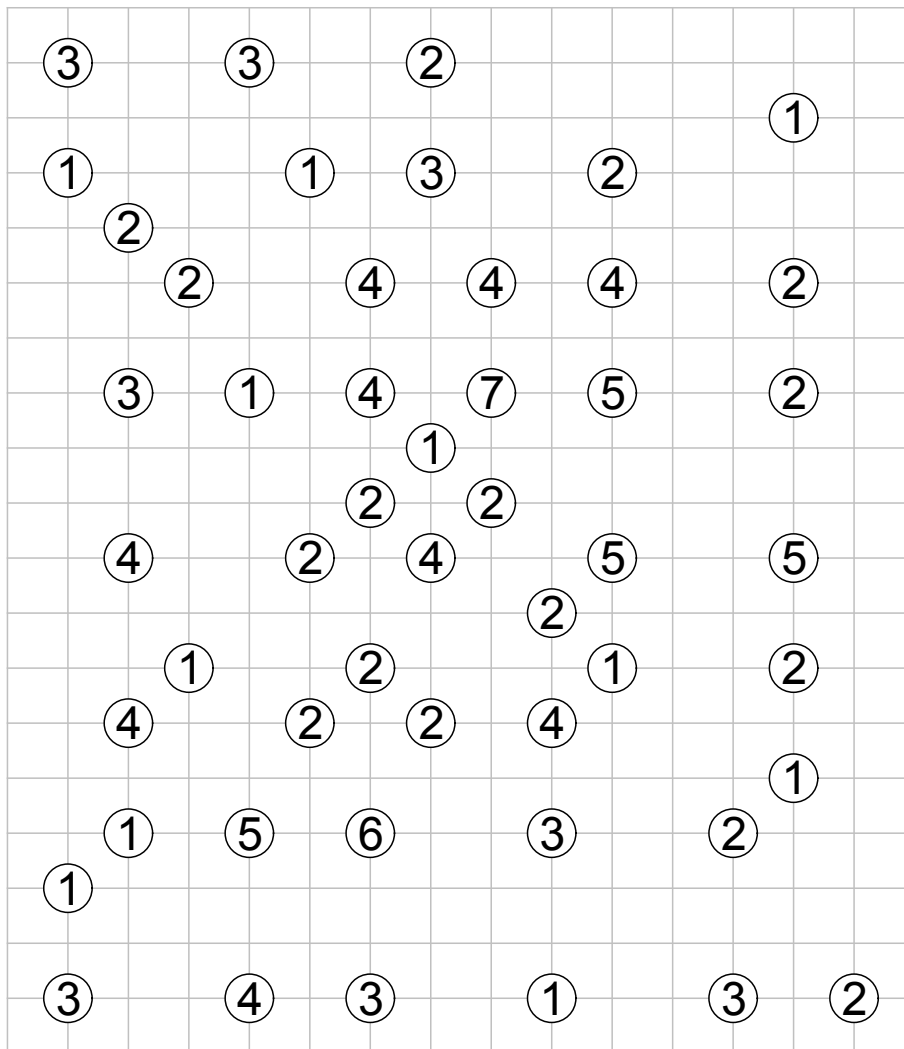 3 3 2
1
1 1 3 2
2
2 4 4 4 2
3 1 4 7 5 2
1
2 2
4 2 4 5 5
2
1 2 1 2
4 2 2 4
1
1 5 6 3 2
1
3 4 3 1 3 2